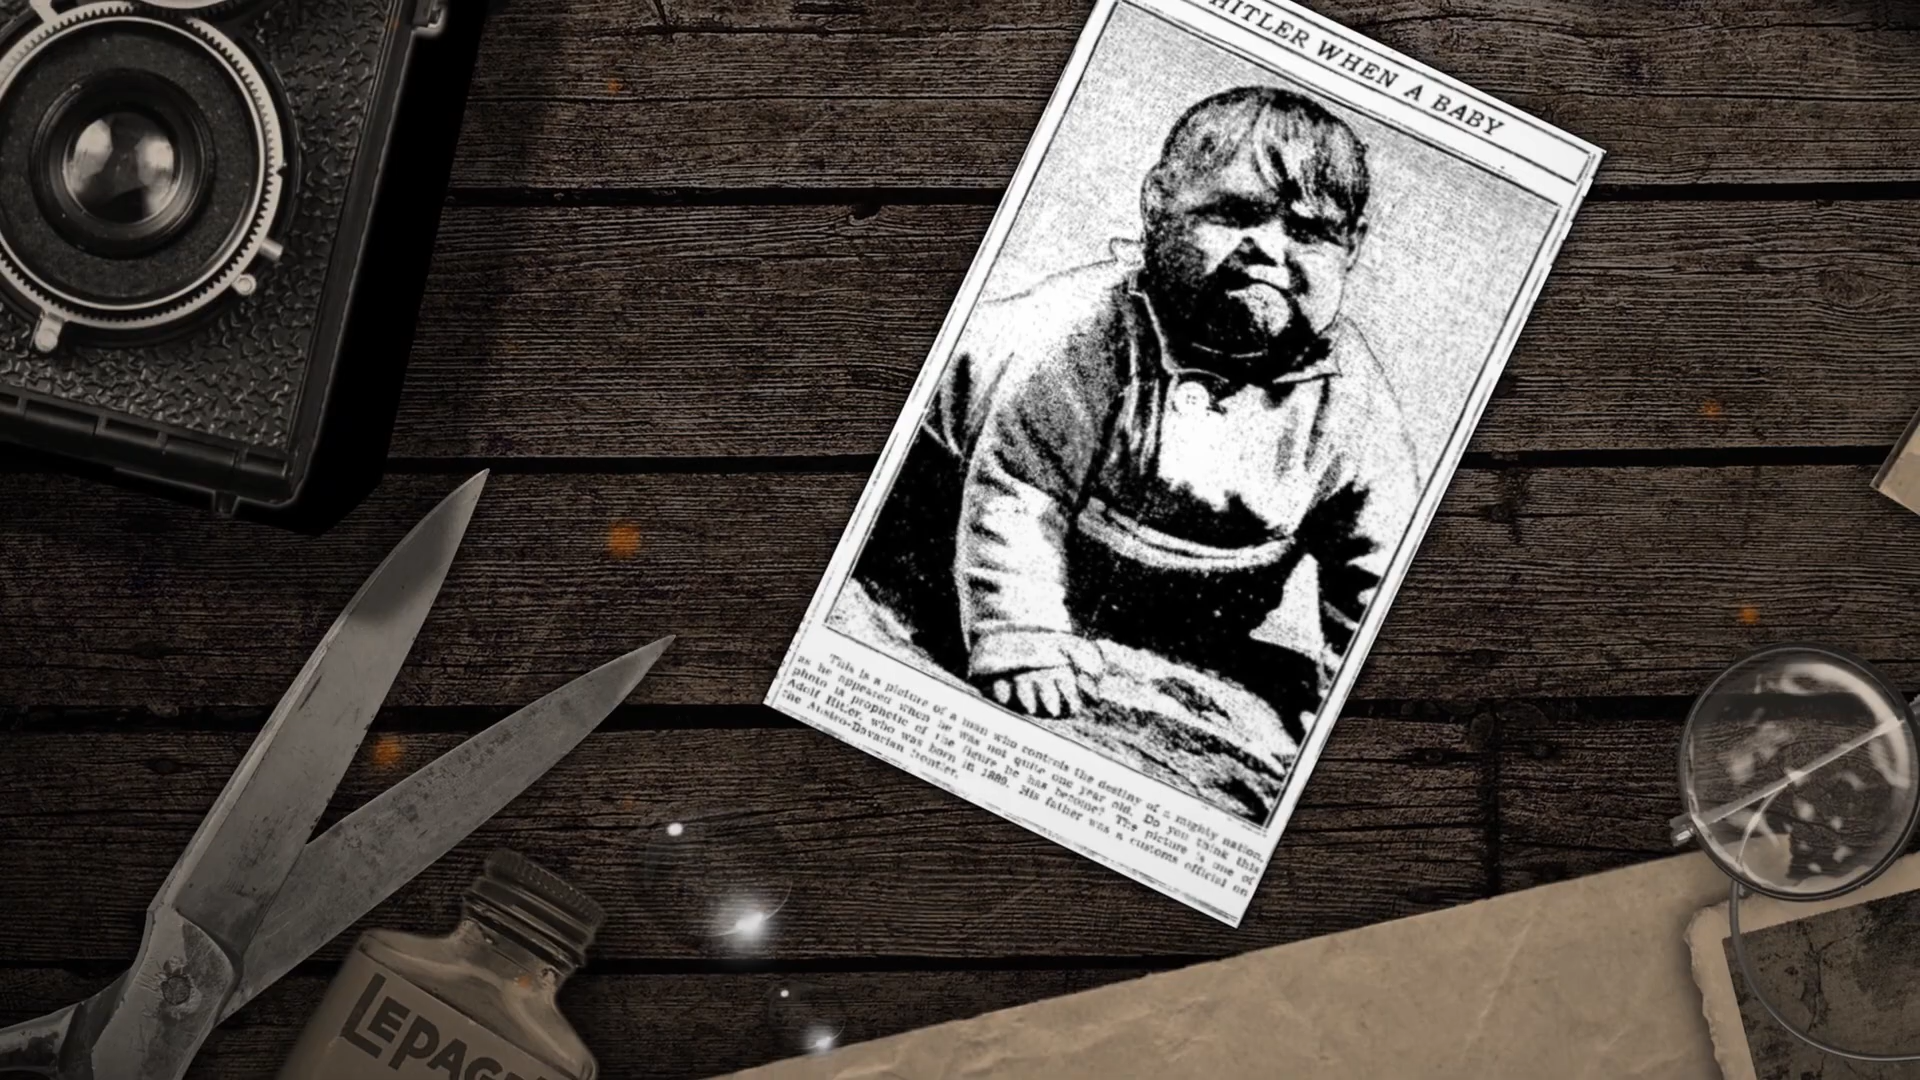 HITLER WHEN A BABY
This is a picture of a man who controls the destiny of a mighty nation,
as he appeared when he was not quite one year old. Do you think this
photo is prophetic of the figure he has become? The picture is one of
Adolf Hitler, who was born in 1889. His father was a customs official on
the Austro-Bavarian frontier.
LEPAGE